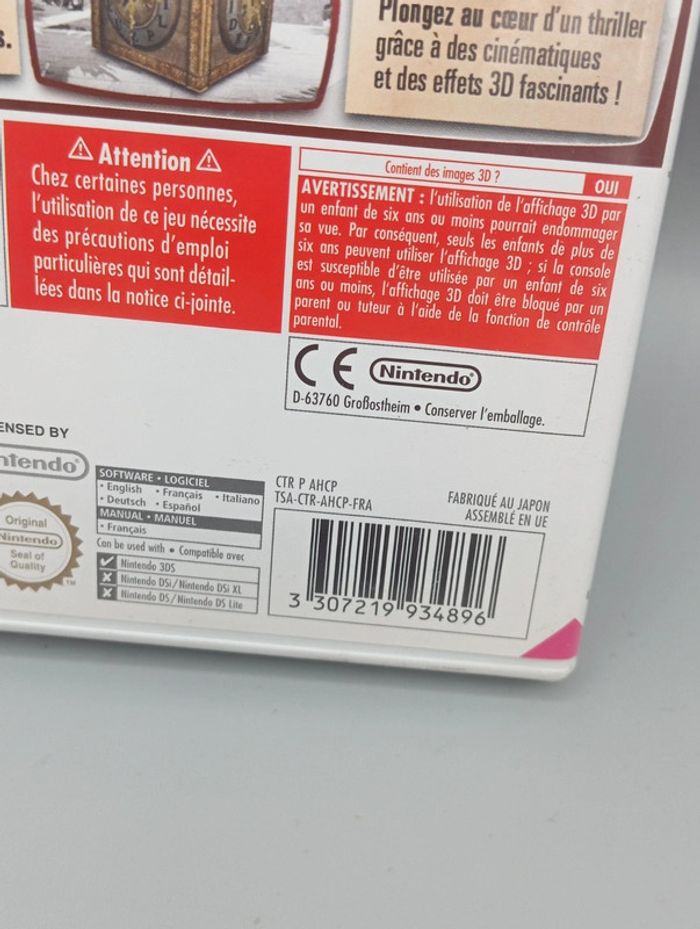 Plongez au cœur d'un thriller
grâce à des cinématiques
et des effets 3D fascinants !
s.
⚠ Attention ⚠
Chez certaines personnes,
l'utilisation de ce jeu nécessite
des précautions d'emploi
particulières qui sont détail-
lées dans la notice ci-jointe.
Contient des images 3D ? OUI
AVERTISSEMENT : l'utilisation de l'affichage 3D par
un enfant de six ans ou moins pourrait endommager
sa vue. Par conséquent, seuls les enfants de plus de
six ans peuvent utiliser l'affichage 3D ; si la console
est susceptible d'être utilisée par un enfant de six
ans ou moins, l'affichage 3D doit être bloqué par un
parent ou tuteur à l'aide de la fonction de contrôle
parental.
CE Nintendo®
D-63760 Großostheim • Conserver l'emballage.
ENSED BY
ntendo®
Original
Nintendo
Seal of
Quality
TM
SOFTWARE • LOGICIEL
• English • Français • Italiano
• Deutsch • Español
MANUAL • MANUEL
• Français
Can be used with • Compatible avec
✓ Nintendo 3DS
✗ Nintendo DSi/Nintendo DSi XL
✗ Nintendo DS/Nintendo DS Lite
CTR P AHCP
TSA-CTR-AHCP-FRA
FABRIQUÉ AU JAPON
ASSEMBLÉ EN UE
3 307219 934896